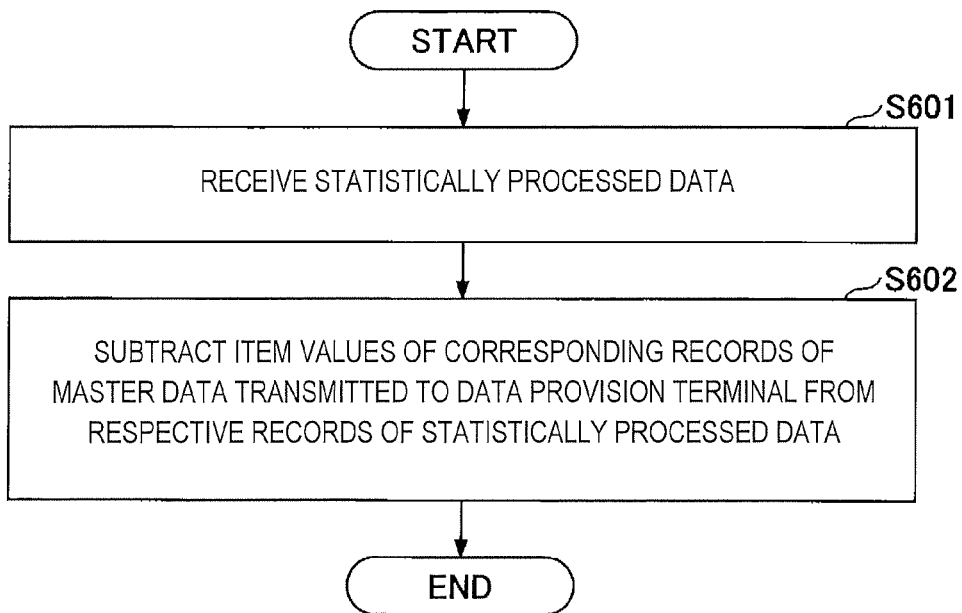 START
S601
RECEIVE STATISTICALLY PROCESSED DATA
S602
SUBTRACT ITEM VALUES OF CORRESPONDING RECORDS OF
MASTER DATA TRANSMITTED TO DATA PROVISION TERMINAL FROM
RESPECTIVE RECORDS OF STATISTICALLY PROCESSED DATA
END